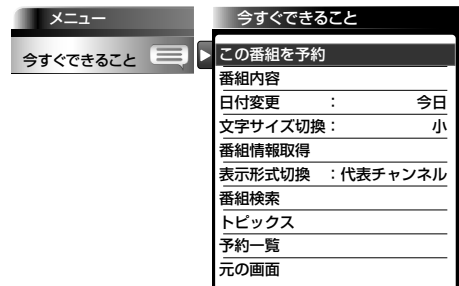 メニュー
今すぐできること
今すぐできること
この番組を予約
番組内容
日付変更 : 今日
文字サイズ切換 : 小
番組情報取得
表示形式切換 : 代表チャンネル
番組検索
トピックス
予約一覧
元の画面